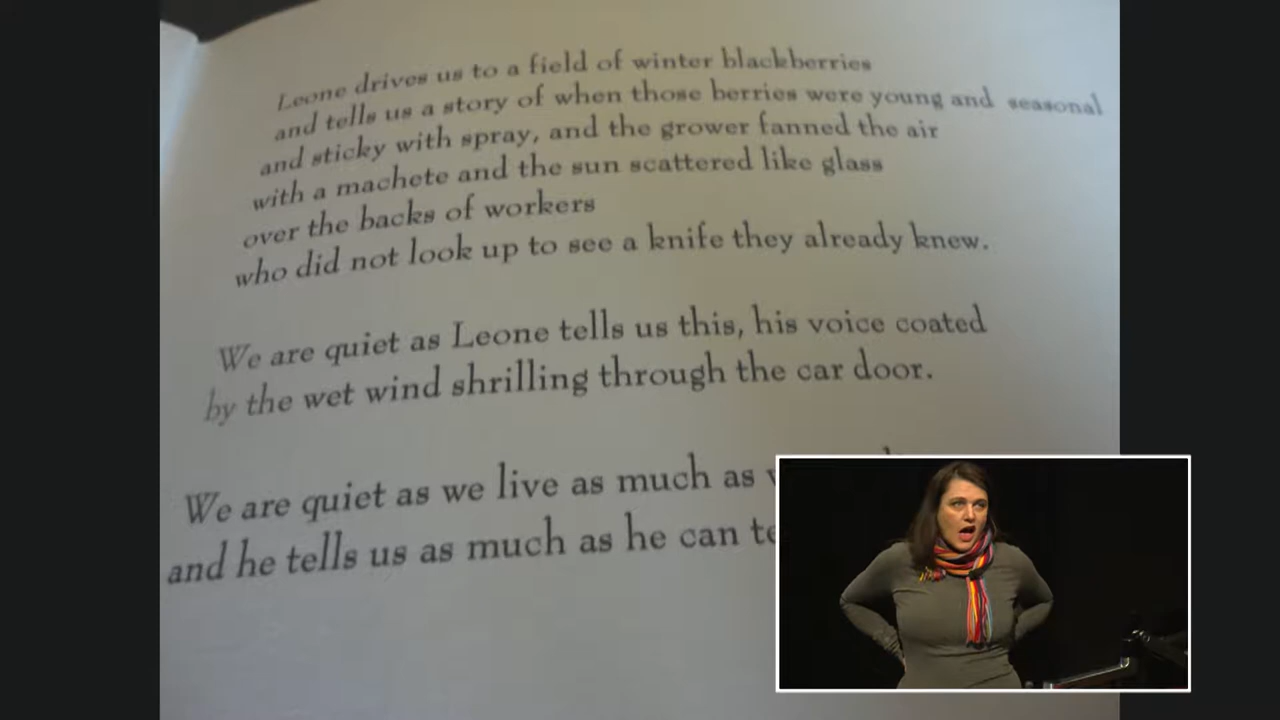 Leone drives us to a field of winter blackberries
and tells us a story of when those berries were young and seasonal
and sticky with spray, and the grower fanned the air
with a machete and the sun scattered like glass
over the backs of workers
who did not look up to see a knife they already knew.
We are quiet as Leone tells us this, his voice coated
by the wet wind shrilling through the car door.
We are quiet as we live as much as
and he tells us as much as he can